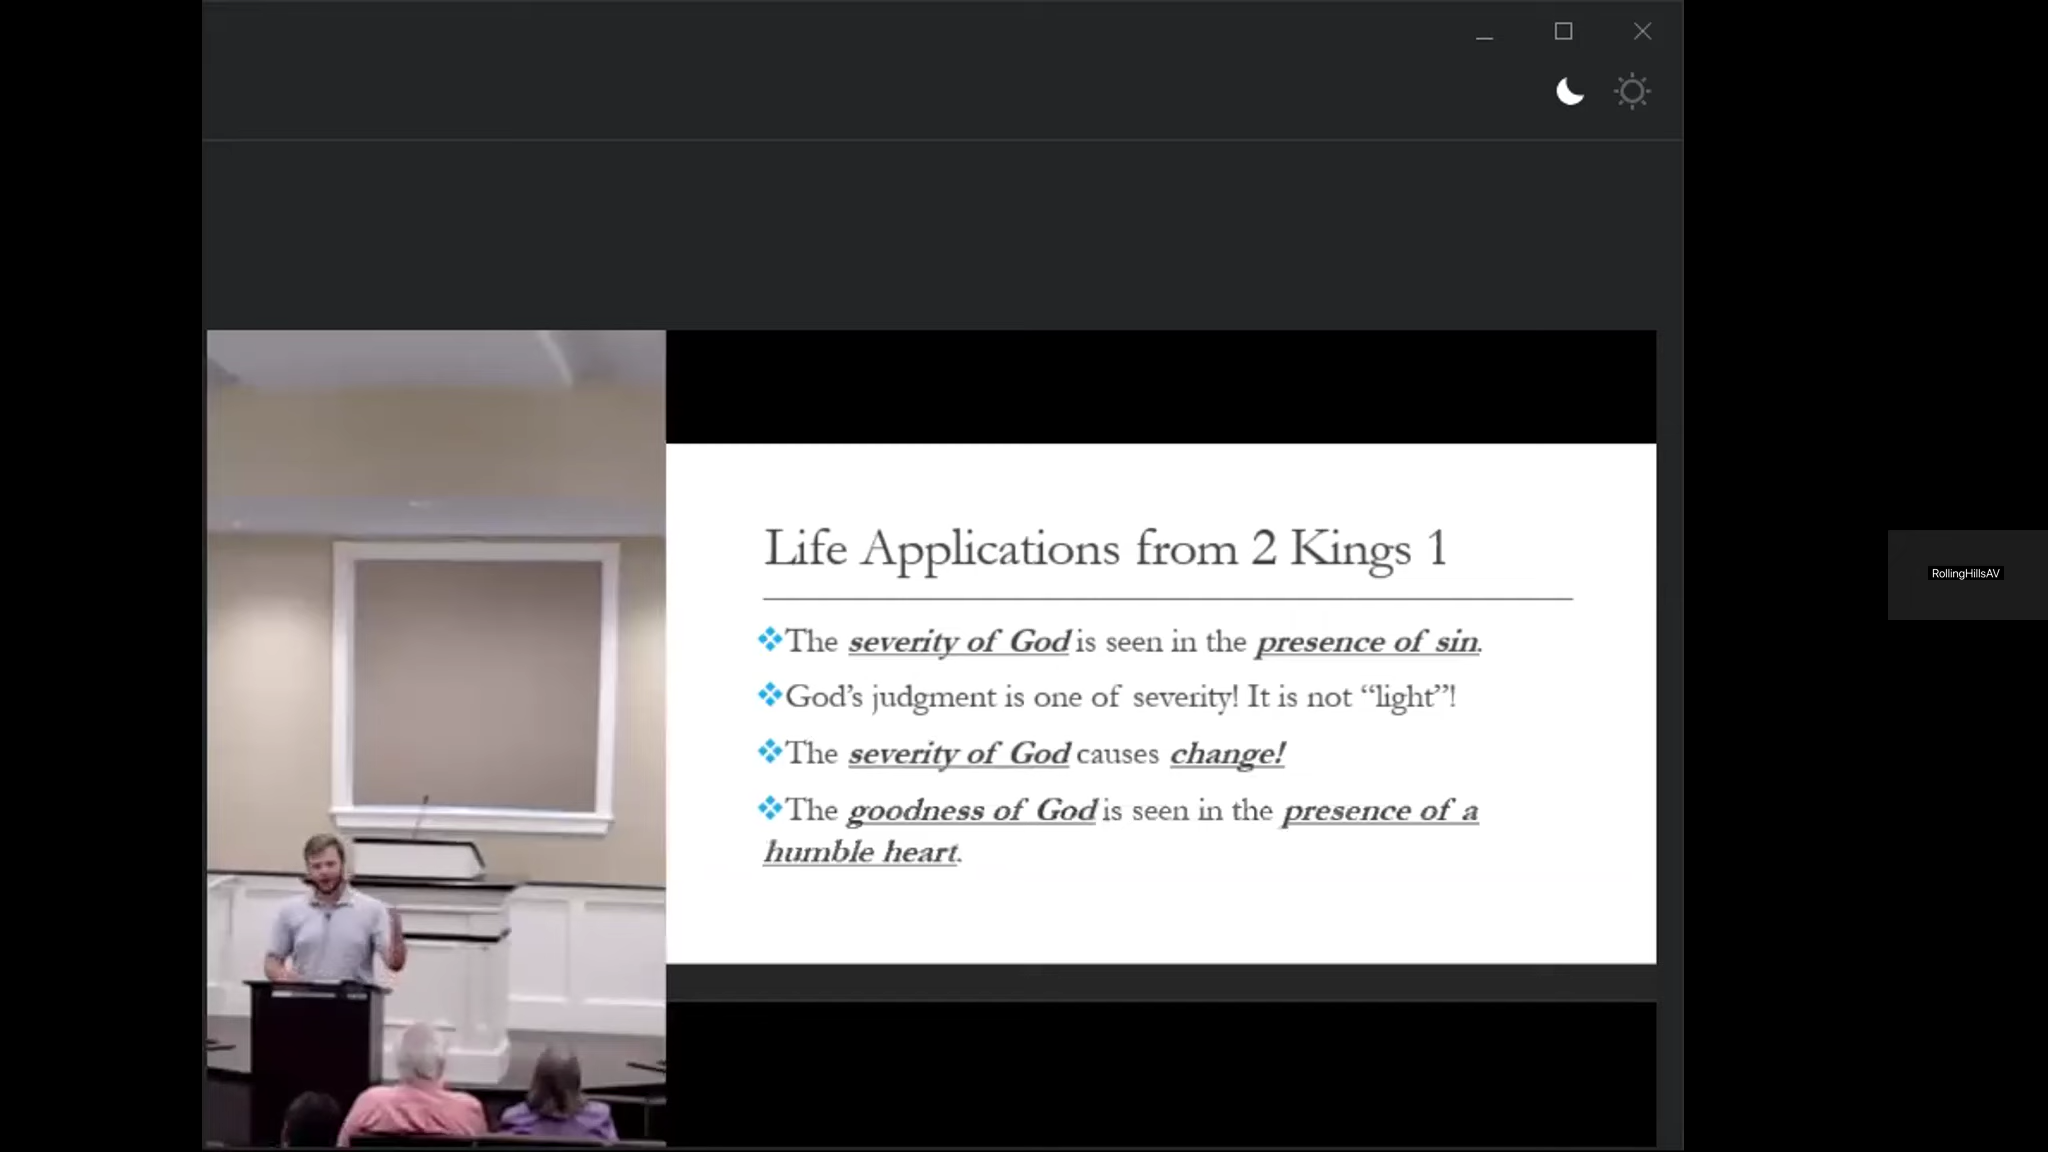 Life Applications from 2 Kings 1
❖The severity of God is seen in the presence of sin.
❖God’s judgment is one of severity! It is not “light”!
❖The severity of God causes change!
❖The goodness of God is seen in the presence of a
humble heart.
RollingHillsAV